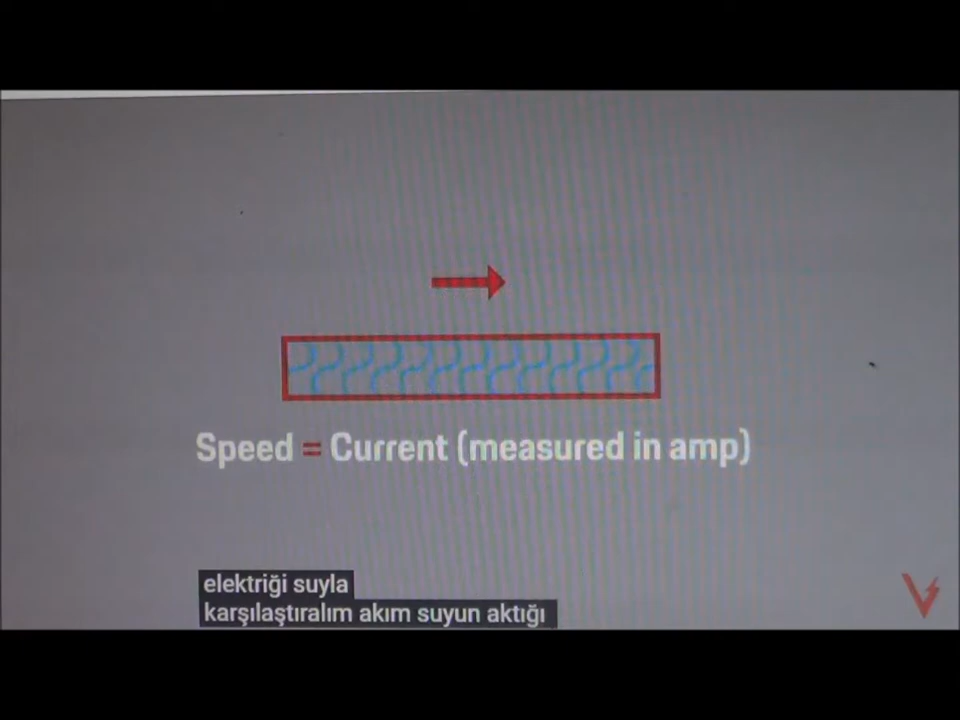 Speed = Current (measured in amp)
elektriği suyla
karşılaştıralım akım suyun aktığı